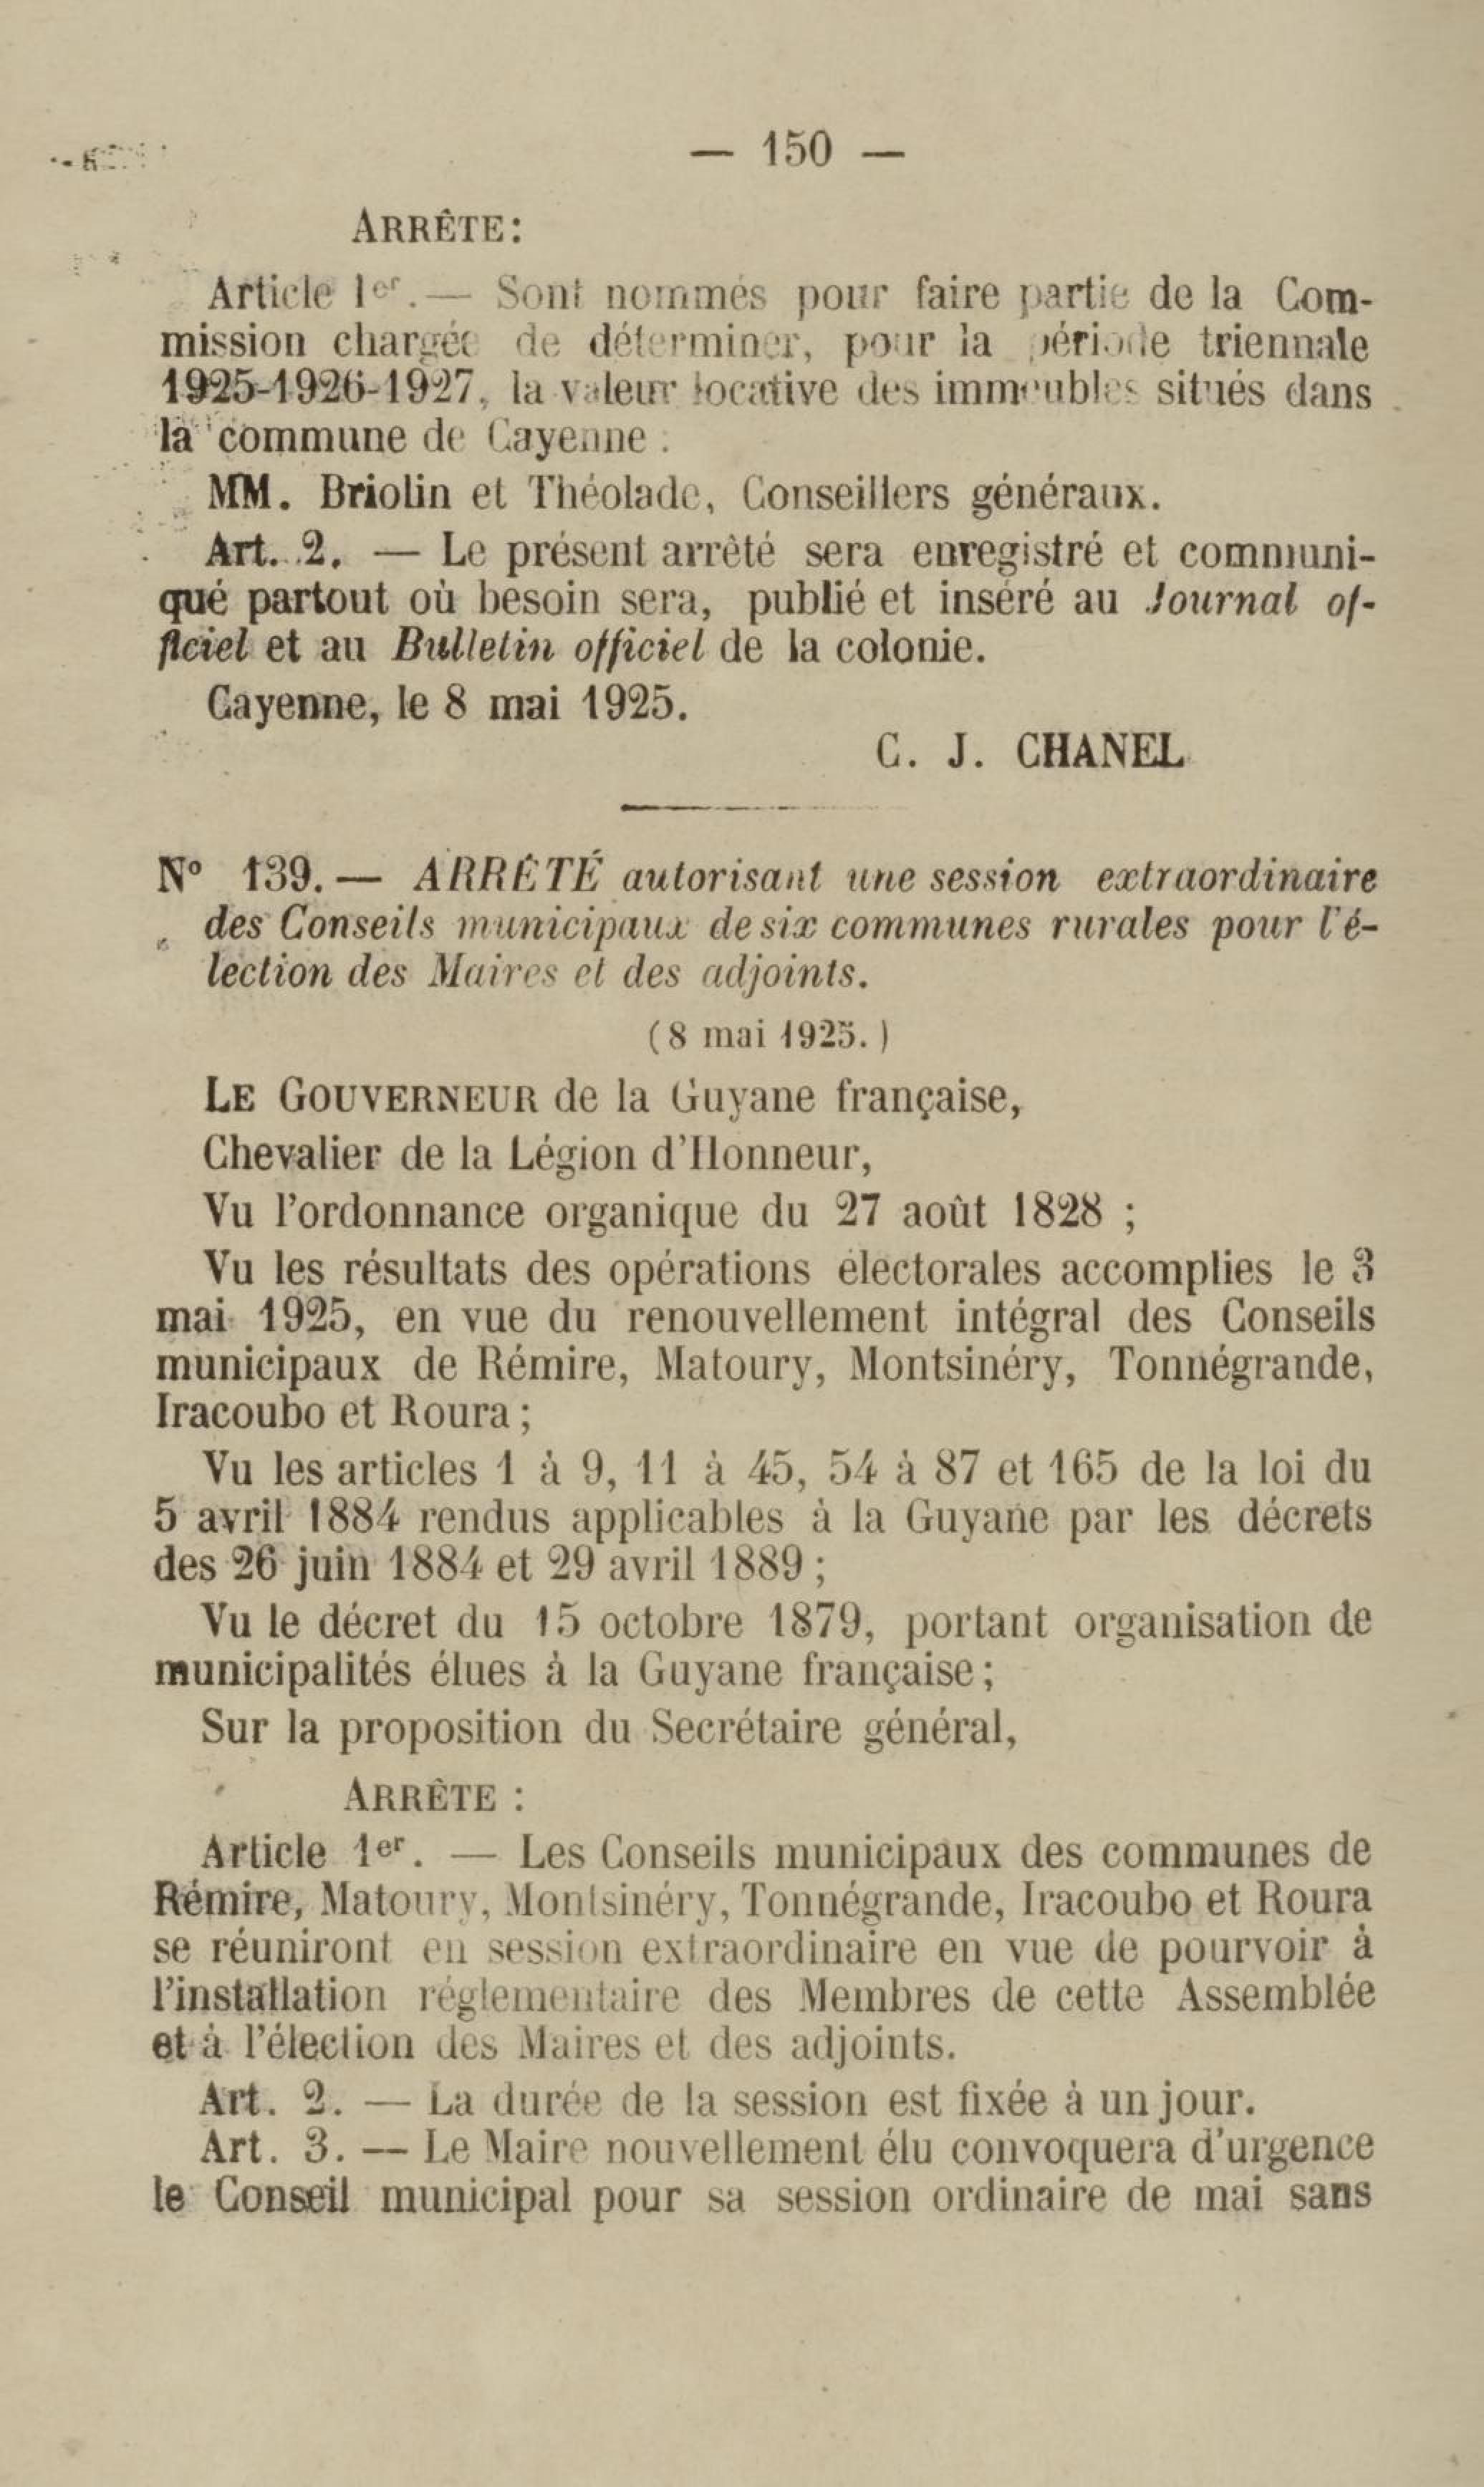 — 150 —
ARRÊTE:
Article 1er. — Sont nommés pour faire partie de la Com-
mission chargée de déterminer, pour la période triennale
1925-1926-1927, la valeur locative des immeubles situés dans
la commune de Cayenne :
MM. Briolin et Théolade, Conseillers généraux.
Art. 2. — Le présent arrêté sera enregistré et communi-
qué partout où besoin sera, publié et inséré au Journal of-
ficiel et au Bulletin officiel de la colonie.
Cayenne, le 8 mai 1925.
C. J. CHANEL
N° 139. — ARRÊTÉ autorisant une session extraordinaire
des Conseils municipaux de six communes rurales pour l'é-
lection des Maires et des adjoints.
(8 mai 1925.)
LE GOUVERNEUR de la Guyane française,
Chevalier de la Légion d'Honneur,
Vu l'ordonnance organique du 27 août 1828 ;
Vu les résultats des opérations électorales accomplies le 3
mai 1925, en vue du renouvellement intégral des Conseils
municipaux de Rémire, Matoury, Montsinéry, Tonnégrande,
Iracoubo et Roura ;
Vu les articles 1 à 9, 11 à 45, 54 à 87 et 165 de la loi du
5 avril 1884 rendus applicables à la Guyane par les décrets
des 26 juin 1884 et 29 avril 1889 ;
Vu le décret du 15 octobre 1879, portant organisation de
municipalités élues à la Guyane française ;
Sur la proposition du Secrétaire général,
ARRÊTE :
Article 1er. — Les Conseils municipaux des communes de
Rémire, Matoury, Montsinéry, Tonnégrande, Iracoubo et Roura
se réuniront en session extraordinaire en vue de pourvoir à
l'installation réglementaire des Membres de cette Assemblée
et à l'élection des Maires et des adjoints.
Art. 2. — La durée de la session est fixée à un jour.
Art. 3. — Le Maire nouvellement élu convoquera d'urgence
le Conseil municipal pour sa session ordinaire de mai sans